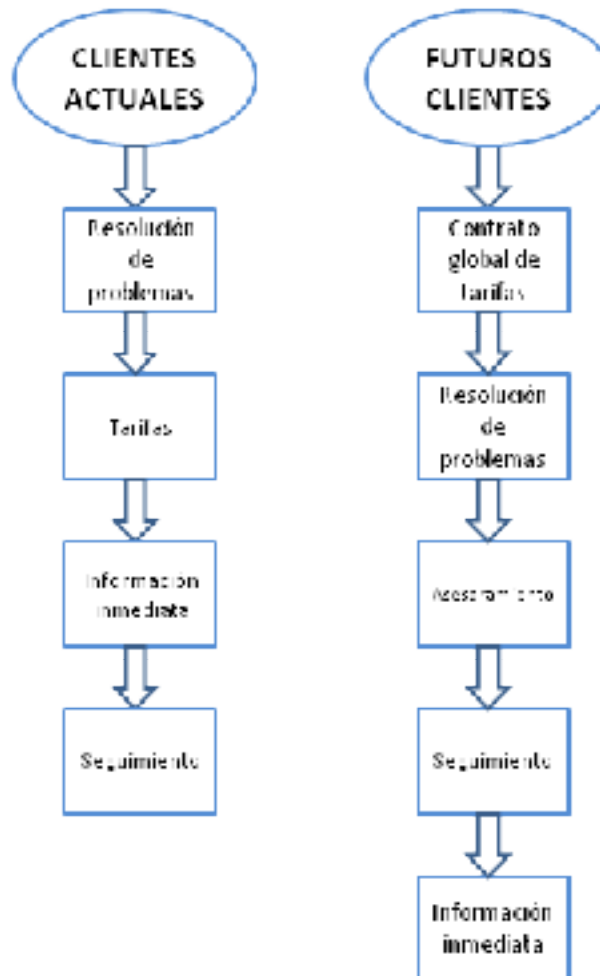 CLIENTES
ACTUALES
Resolución
de
problemas
Tarifas
Información
inmediata
Seguimiento
FUTUROS
CLIENTES
Contrato
global de
tarifas
Resolución
de
problemas
Asesoramiento
Seguimiento
Información
inmediata